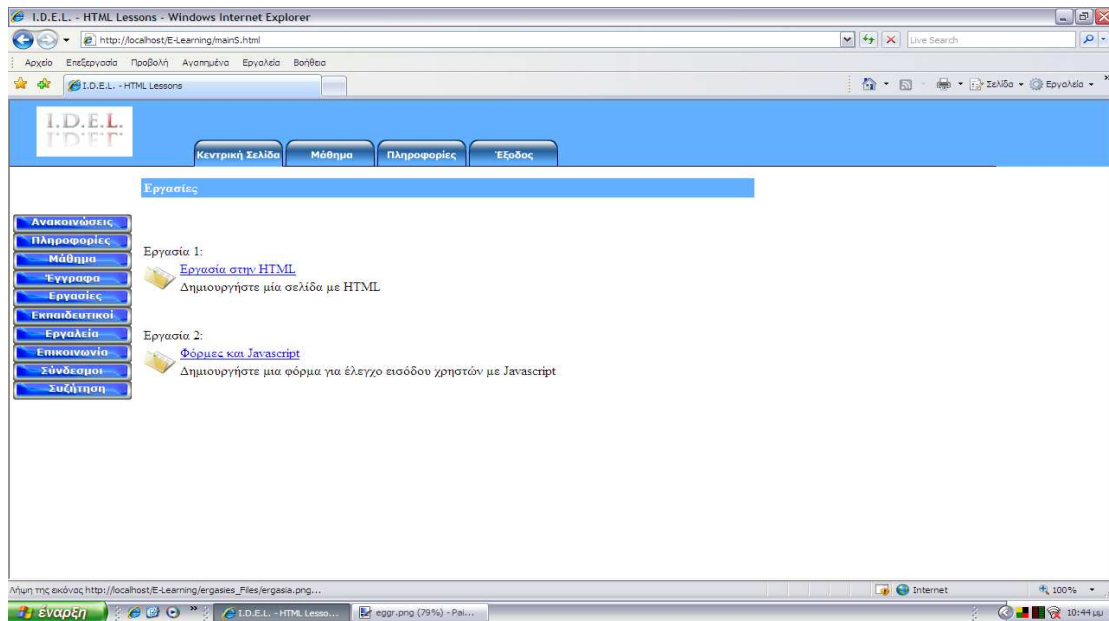 I.D.E.L. - HTML Lessons - Windows Internet Explorer
http://localhost/E-Learning/mainS.html
Live Search
Αρχείο Επεξεργασία Προβολή Αγαπημένα Εργαλεία Βοήθεια
I.D.E.L. - HTML Lessons
Σελίδα Εργαλεία »
I.D.E.L.
Κεντρική Σελίδα Μάθημα Πληροφορίες Έξοδος
Εργασίες
Ανακοινώσεις
Πληροφορίες
Μάθημα
Έγγραφα
Εργασίες
Εκπαιδευτικοί
Εργαλεία
Επικοινωνία
Σύνδεσμοι
Συζήτηση
Εργασία 1:
Εργασία στην HTML
Δημιουργήστε μία σελίδα με HTML
Εργασία 2:
Φόρμες και Javascript
Δημιουργήστε μια φόρμα για έλεγχο εισόδου χρηστών με Javascript
Λήψη της εικόνας http://localhost/E-Learning/ergasies_Files/ergasia.png...
Internet
100%
έναρξη
»
I.D.E.L. - HTML Lesso...
eggr.png (79%) - Pai...
10:44 μμ